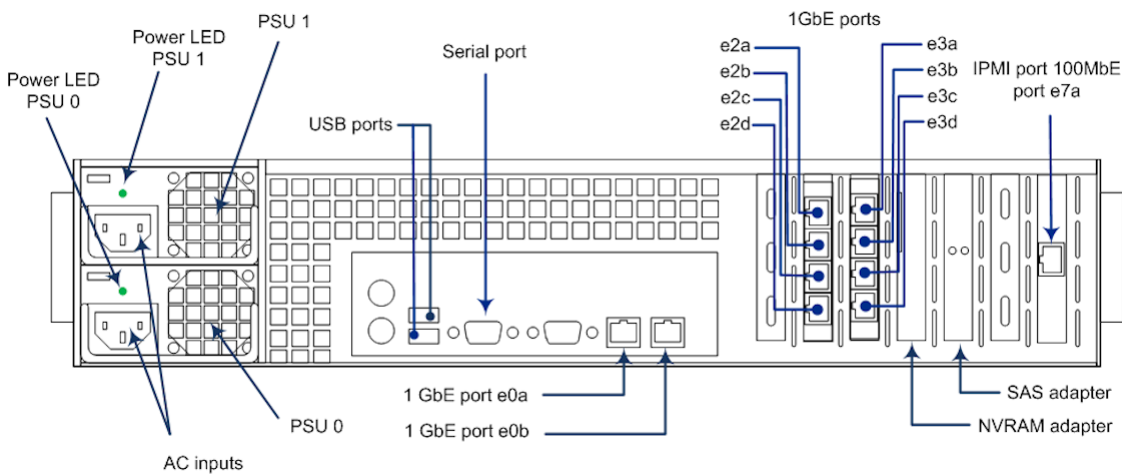 PSU 1
1GbE ports
Power LED
PSU 1
Serial port
e2a
e3a
Power LED
PSU 0
e2b
e3b
IPMI port 100MbE
port e7a
e2c
e3c
USB ports
e2d
e3d
1 GbE port e0a
SAS adapter
PSU 0
1 GbE port e0b
NVRAM adapter
AC inputs